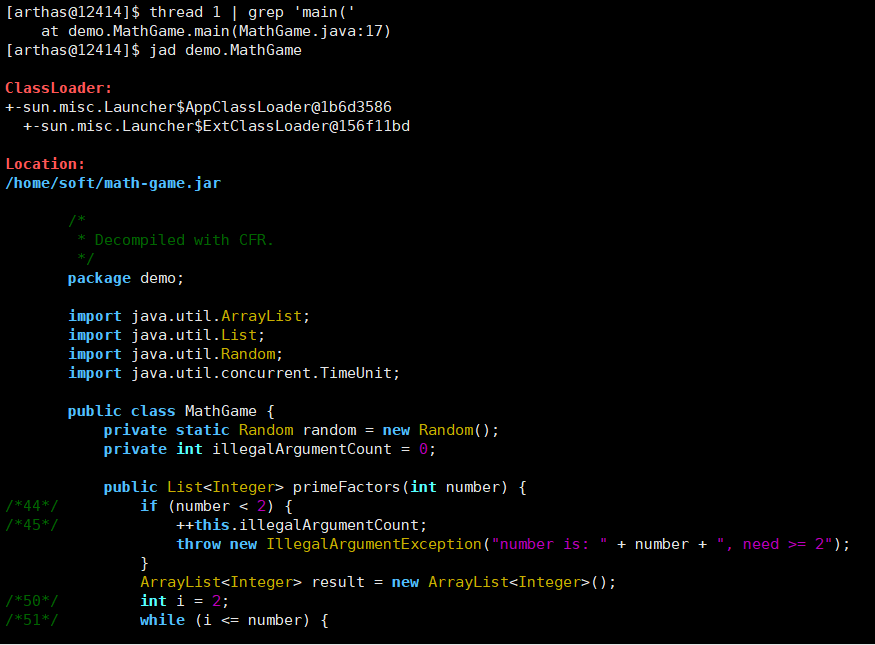 [arthas@12414]$ thread 1 | grep 'main('
    at demo.MathGame.main(MathGame.java:17)
[arthas@12414]$ jad demo.MathGame

ClassLoader:
+-sun.misc.Launcher$AppClassLoader@1b6d3586
  +-sun.misc.Launcher$ExtClassLoader@156f11bd

Location:
/home/soft/math-game.jar

       /*
        * Decompiled with CFR.
        */
       package demo;

       import java.util.ArrayList;
       import java.util.List;
       import java.util.Random;
       import java.util.concurrent.TimeUnit;

       public class MathGame {
           private static Random random = new Random();
           private int illegalArgumentCount = 0;

           public List<Integer> primeFactors(int number) {
/*44*/         if (number < 2) {
/*45*/             ++this.illegalArgumentCount;
                   throw new IllegalArgumentException("number is: " + number + ", need >= 2");
               }
               ArrayList<Integer> result = new ArrayList<Integer>();
/*50*/         int i = 2;
/*51*/         while (i <= number) {